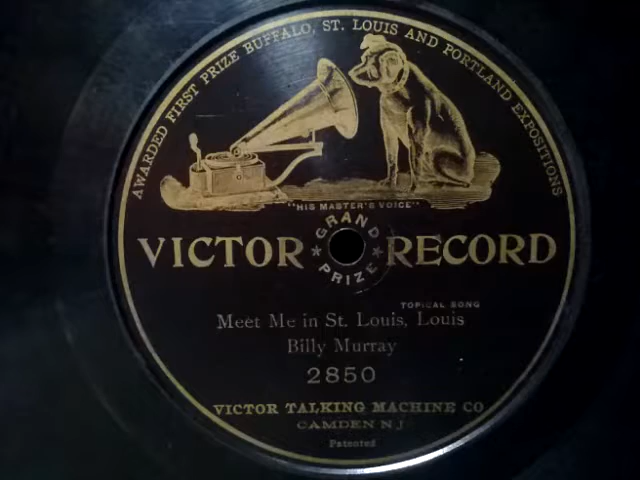 AWARDED FIRST PRIZE BUFFALO, ST. LOUIS AND PORTLAND EXPOSITIONS
"HIS MASTER'S VOICE"
VICTOR RECORD
GRAND
PRIZE
TOPICAL SONG
Meet Me in St. Louis, Louis
Billy Murray
2850
VICTOR TALKING MACHINE CO
CAMDEN N J
Patented